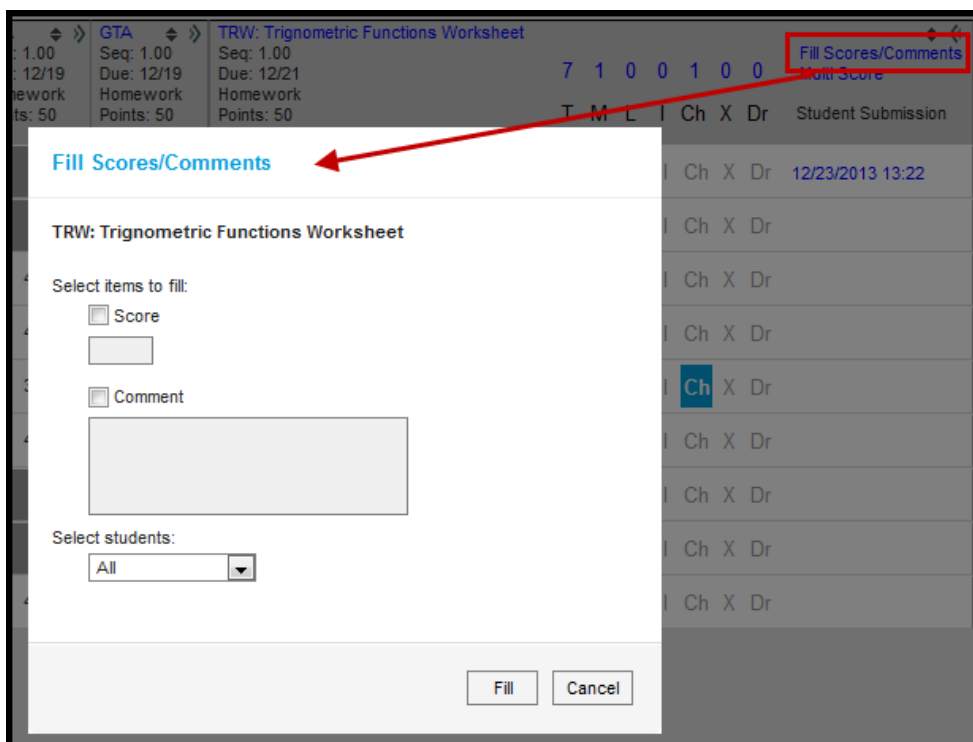 GTA TRW: Trignometric Functions Worksheet
: 1.00 Seq: 1.00 Seq: 1.00 Fill Scores/Comments
: 12/19 Due: 12/19 Due: 12/21 7 1 0 0 1 0 0 Multi Score
nework Homework Homework
ts: 50 Points: 50 Points: 50 T M L I Ch X Dr Student Submission
Fill Scores/Comments
I Ch X Dr 12/23/2013 13:22
TRW: Trignometric Functions Worksheet
I Ch X Dr
Select items to fill:
I Ch X Dr
Score
I Ch X Dr
Comment
I Ch X Dr
I Ch X Dr
I Ch X Dr
Select students:
I Ch X Dr
All
I Ch X Dr
Fill Cancel